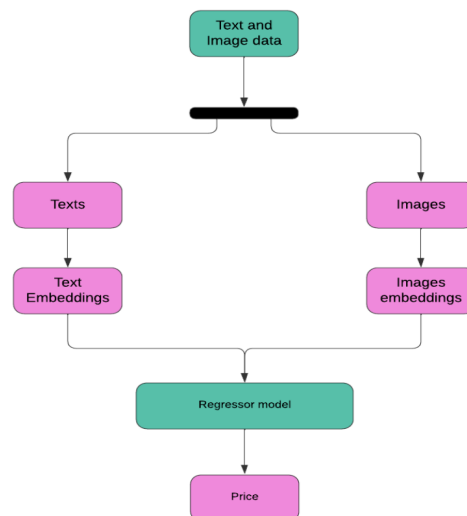 Text and
Image data
Texts
Images
Text
Embeddings
Images
embeddings
Regressor model
Price